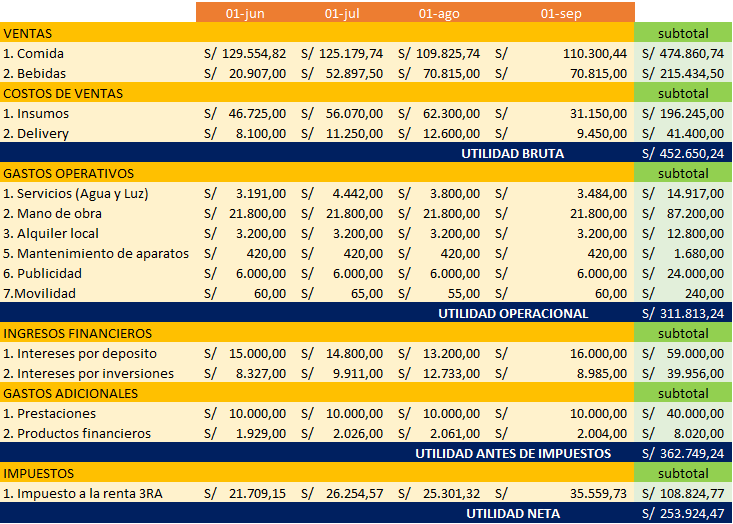 01-jun 01-jul 01-ago 01-sep
VENTAS subtotal
1. Comida S/ 129.554,82 S/ 125.179,74 S/ 109.825,74 S/ 110.300,44 S/ 474.860,74
2. Bebidas S/ 20.907,00 S/ 52.897,50 S/ 70.815,00 S/ 70.815,00 S/ 215.434,50
COSTOS DE VENTAS subtotal
1. Insumos S/ 46.725,00 S/ 56.070,00 S/ 62.300,00 S/ 31.150,00 S/ 196.245,00
2. Delivery S/ 8.100,00 S/ 11.250,00 S/ 12.600,00 S/ 9.450,00 S/ 41.400,00
UTILIDAD BRUTA S/ 452.650,24
GASTOS OPERATIVOS subtotal
1. Servicios (Agua y Luz) S/ 3.191,00 S/ 4.442,00 S/ 3.800,00 S/ 3.484,00 S/ 14.917,00
2. Mano de obra S/ 21.800,00 S/ 21.800,00 S/ 21.800,00 S/ 21.800,00 S/ 87.200,00
3. Alquiler local S/ 3.200,00 S/ 3.200,00 S/ 3.200,00 S/ 3.200,00 S/ 12.800,00
5. Mantenimiento de aparatos S/ 420,00 S/ 420,00 S/ 420,00 S/ 420,00 S/ 1.680,00
6. Publicidad S/ 6.000,00 S/ 6.000,00 S/ 6.000,00 S/ 6.000,00 S/ 24.000,00
7.Movilidad S/ 60,00 S/ 65,00 S/ 55,00 S/ 60,00 S/ 240,00
UTILIDAD OPERACIONAL S/ 311.813,24
INGRESOS FINANCIEROS subtotal
1. Intereses por deposito S/ 15.000,00 S/ 14.800,00 S/ 13.200,00 S/ 16.000,00 S/ 59.000,00
2. Intereses por inversiones S/ 8.327,00 S/ 9.911,00 S/ 12.733,00 S/ 8.985,00 S/ 39.956,00
GASTOS ADICIONALES subtotal
1. Prestaciones S/ 10.000,00 S/ 10.000,00 S/ 10.000,00 S/ 10.000,00 S/ 40.000,00
2. Productos financieros S/ 1.929,00 S/ 2.026,00 S/ 2.061,00 S/ 2.004,00 S/ 8.020,00
UTILIDAD ANTES DE IMPUESTOS S/ 362.749,24
IMPUESTOS subtotal
1. Impuesto a la renta 3RA S/ 21.709,15 S/ 26.254,57 S/ 25.301,32 S/ 35.559,73 S/ 108.824,77
UTILIDAD NETA S/ 253.924,47